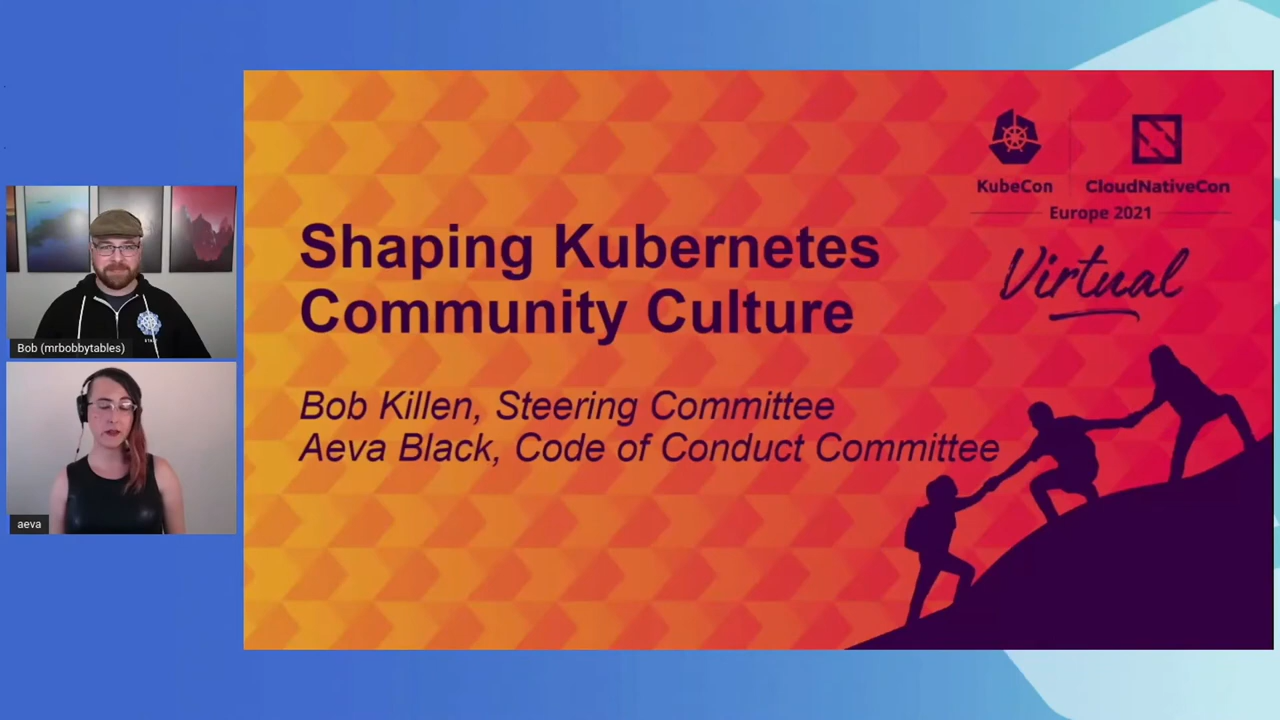 KubeCon
CloudNativeCon
Europe 2021
Virtual
Shaping Kubernetes
Community Culture
Bob Killen, Steering Committee
Aeva Black, Code of Conduct Committee
Bob (mrbobbytables)
aeva